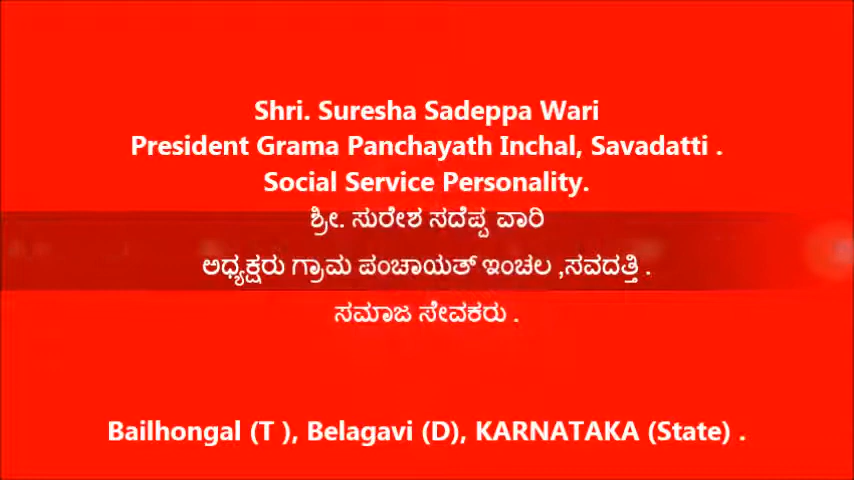 Shri. Suresha Sadeppa Wari
President Grama Panchayath Inchal, Savadatti .
Social Service Personality.
ಶ್ರೀ. ಸುರೇಶ ಸದೆಪ್ಪ ವಾರಿ
ಅಧ್ಯಕ್ಷರು ಗ್ರಾಮ ಪಂಚಾಯತ್ ಇಂಚಲ ,ಸವದತ್ತಿ .
ಸಮಾಜ ಸೇವಕರು .
Bailhongal (T ), Belagavi (D), KARNATAKA (State) .